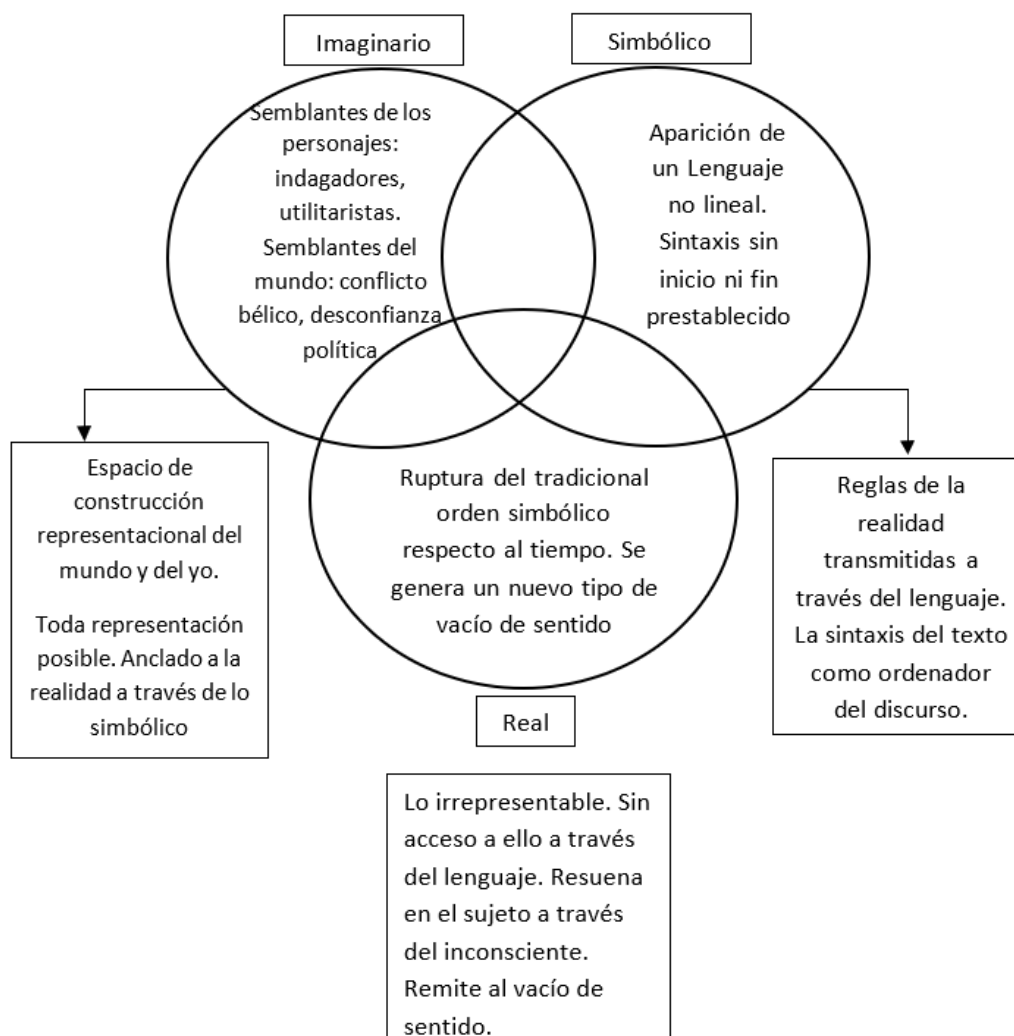 Imaginario
Simbólico
Semblantes de los
personajes:
indagadores,
utilitaristas.
Semblantes del
mundo: conflicto
bélico, desconfianza
política
Aparición de
un Lenguaje
no lineal.
Sintaxis sin
inicio ni fin
prestablecido
Ruptura del tradicional
orden simbólico
respecto al tiempo. Se
genera un nuevo tipo de
vacío de sentido
Espacio de
construcción
representacional del
mundo y del yo.
Toda representación
posible. Anclado a la
realidad a través de lo
simbólico
Reglas de la
realidad
transmitidas a
través del lenguaje.
La sintaxis del texto
como ordenador
del discurso.
Real
Lo irrepresentable. Sin
acceso a ello a través
del lenguaje. Resuena
en el sujeto a través
del inconsciente.
Remite al vacío de
sentido.